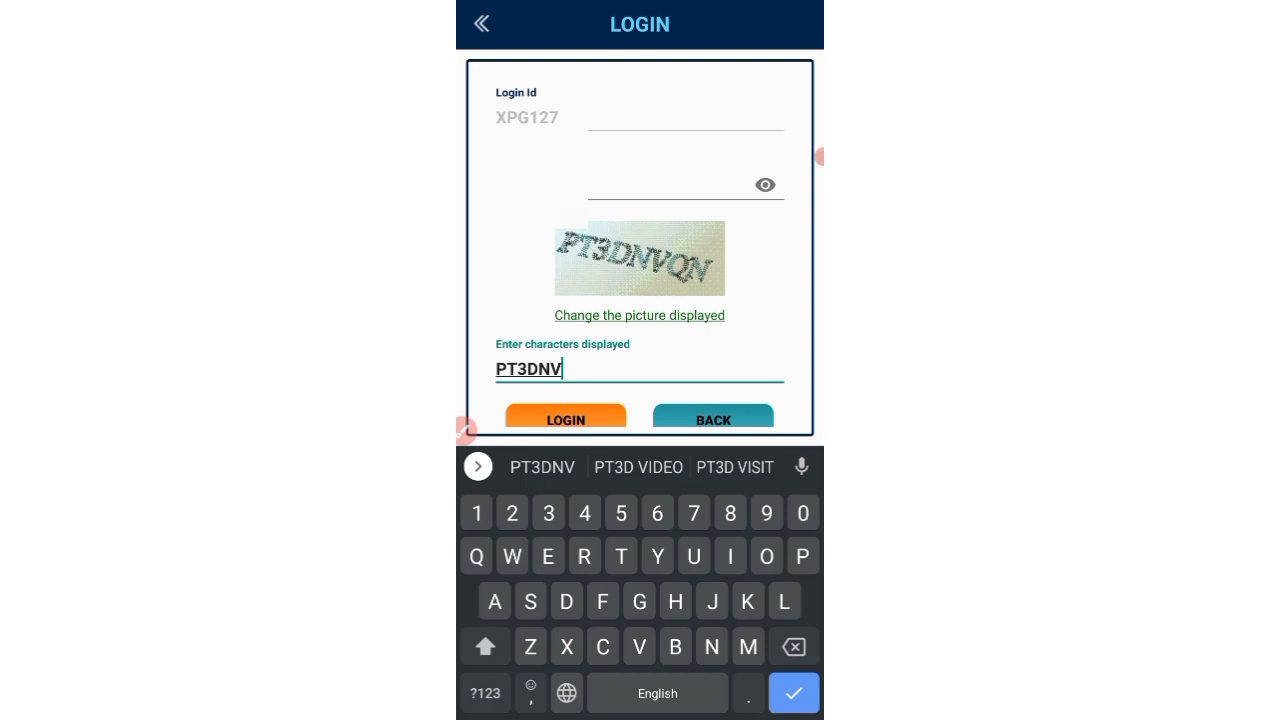 LOGIN
Login Id
XPG127
PT3DNVQN
Change the picture displayed
Enter characters displayed
PT3DNV
LOGIN BACK
PT3DNV PT3D VIDEO PT3D VISIT
1 2 3 4 5 6 7 8 9 0
Q W E R T Y U I O P
A S D F G H J K L
Z X C V B N M
?123 , English .